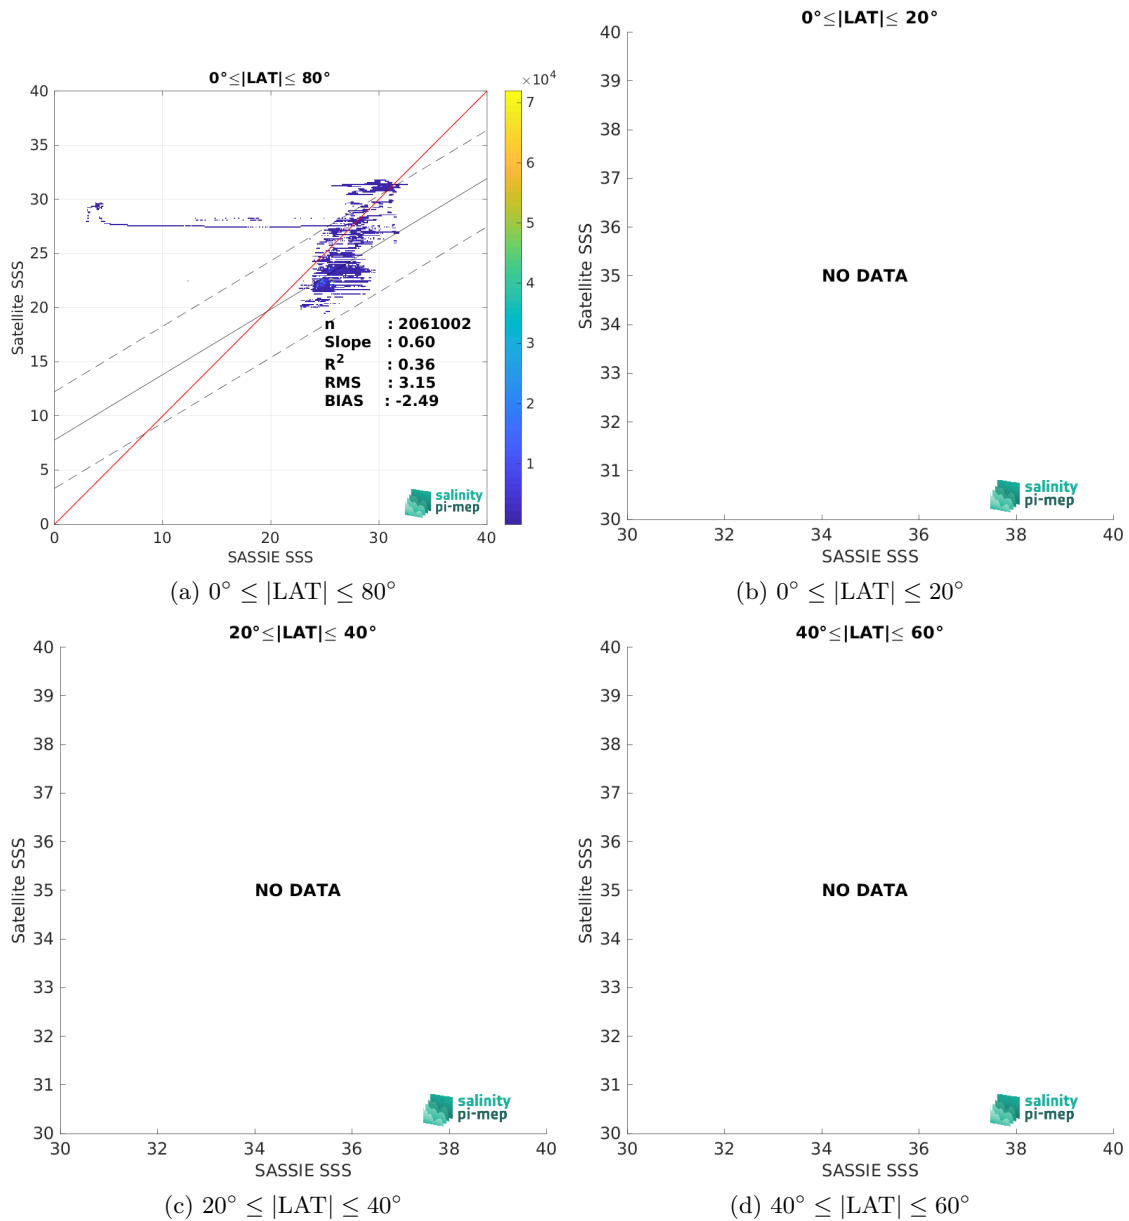 0°≤|LAT|≤ 80°
×10⁴
Satellite SSS
40
35
30
25
20
15
10
5
0
7
6
5
4
3
2
1
n : 2061002
Slope : 0.60
R² : 0.36
RMS : 3.15
BIAS : -2.49
salinity
pi-mep
0 10 20 30 40
SASSIE SSS
(a) 0° ≤ |LAT| ≤ 80°
0°≤|LAT|≤ 20°
Satellite SSS
40
39
38
37
36
35
34
33
32
31
30
NO DATA
salinity
pi-mep
30 32 34 36 38 40
SASSIE SSS
(b) 0° ≤ |LAT| ≤ 20°
20°≤|LAT|≤ 40°
Satellite SSS
40
39
38
37
36
35
34
33
32
31
30
NO DATA
salinity
pi-mep
30 32 34 36 38 40
SASSIE SSS
(c) 20° ≤ |LAT| ≤ 40°
40°≤|LAT|≤ 60°
Satellite SSS
40
39
38
37
36
35
34
33
32
31
30
NO DATA
salinity
pi-mep
30 32 34 36 38 40
SASSIE SSS
(d) 40° ≤ |LAT| ≤ 60°